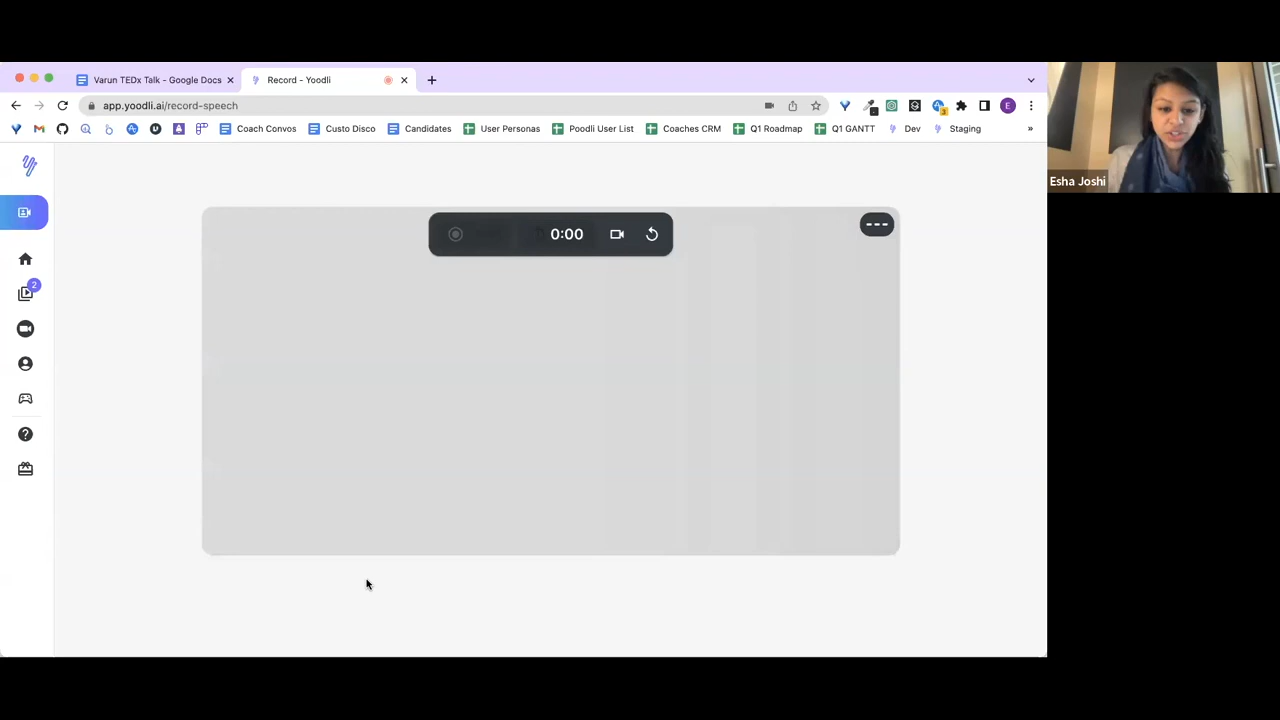 Varun TEDx Talk - Google Docs
Record - Yoodli
app.yoodli.ai/record-speech
E
Coach Convos
Custo Disco
Candidates
User Personas
Poodli User List
Coaches CRM
Q1 Roadmap
Q1 GANTT
Dev
Staging
»
0:00
2
Esha Joshi